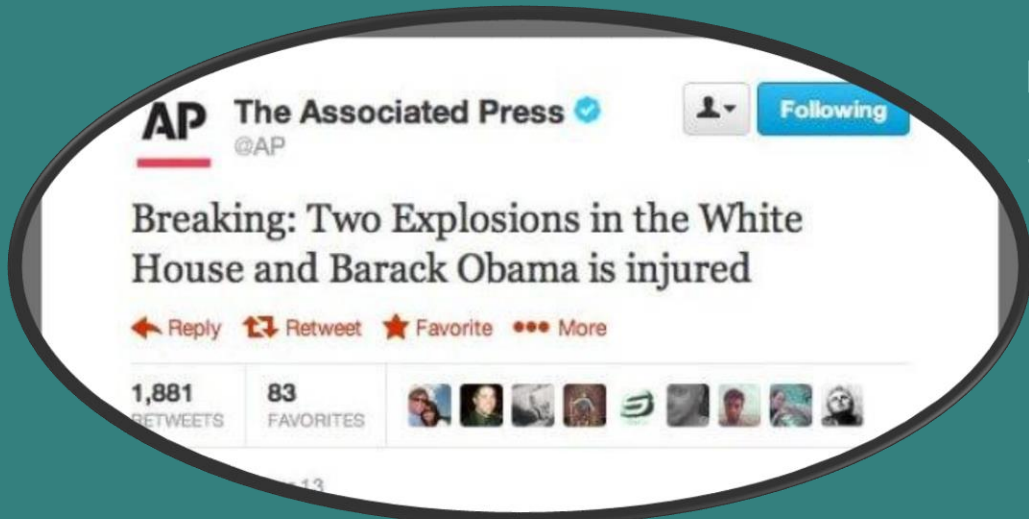 AP The Associated Press Following
@AP
Breaking: Two Explosions in the White
House and Barack Obama is injured
Reply Retweet Favorite More
1,881 83
RETWEETS FAVORITES
13